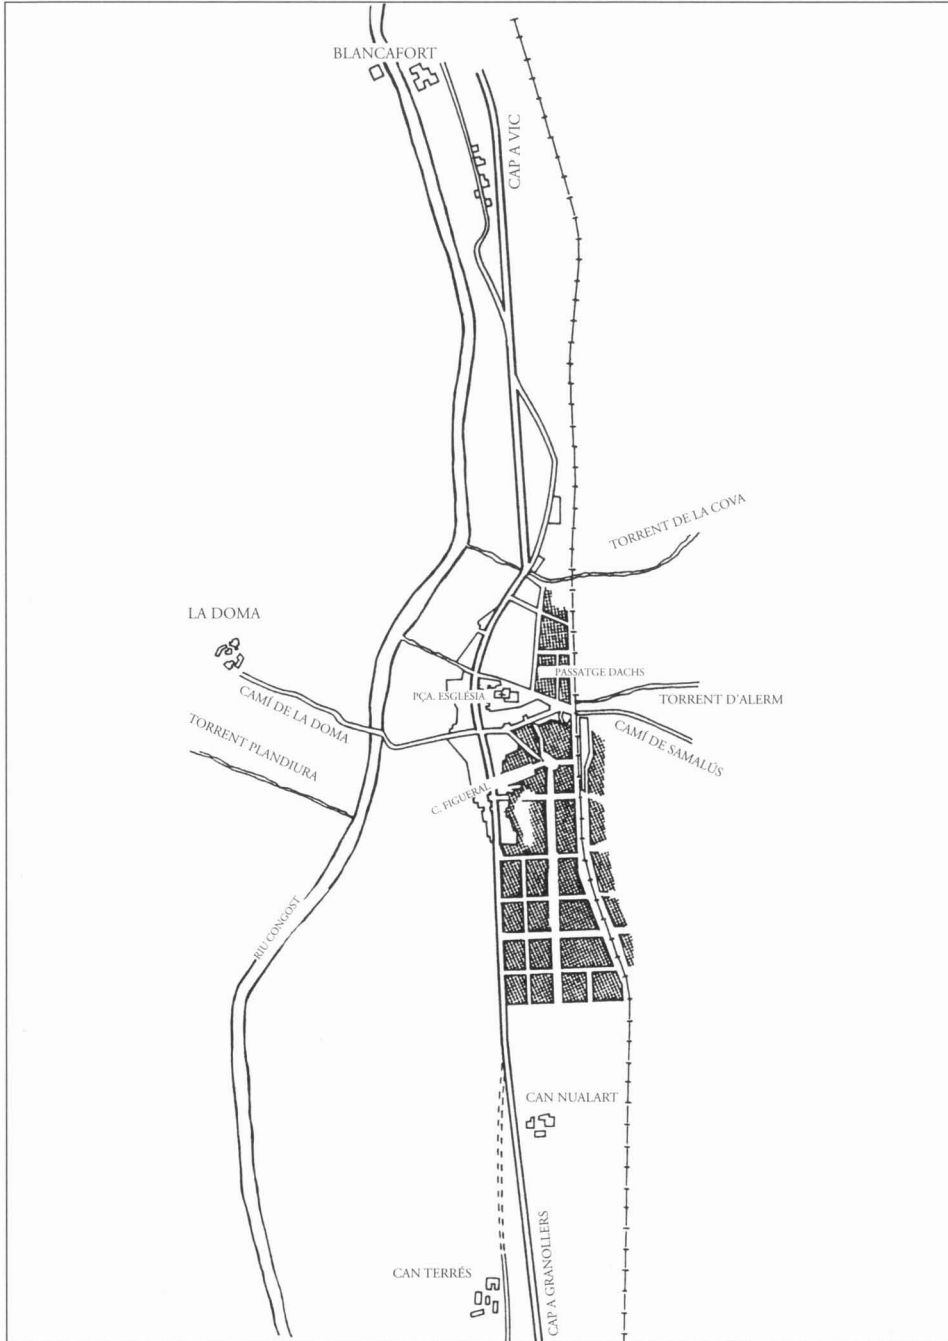 BLANCAFORT
CAP A VIC
TORRENT DE LA COVA
LA DOMA
PASSATGE DACHS
PÇA. ESGLÉSIA
TORRENT D'ALERM
CAMÍ DE LA DOMA
CAMÍ DE SAMALÚS
TORRENT PLANDIURA
C. FIGUERAL
RIU CONGOST
CAN NUALART
CAP A GRANOLLERS
CAN TERRÉS